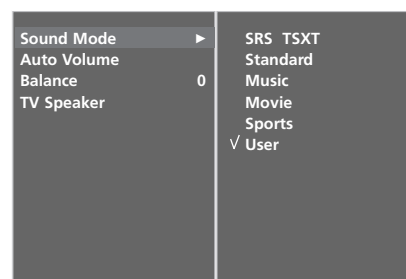 Sound Mode ►
Auto Volume
Balance 0
TV Speaker
SRS TSXT
Standard
Music
Movie
Sports
√ User